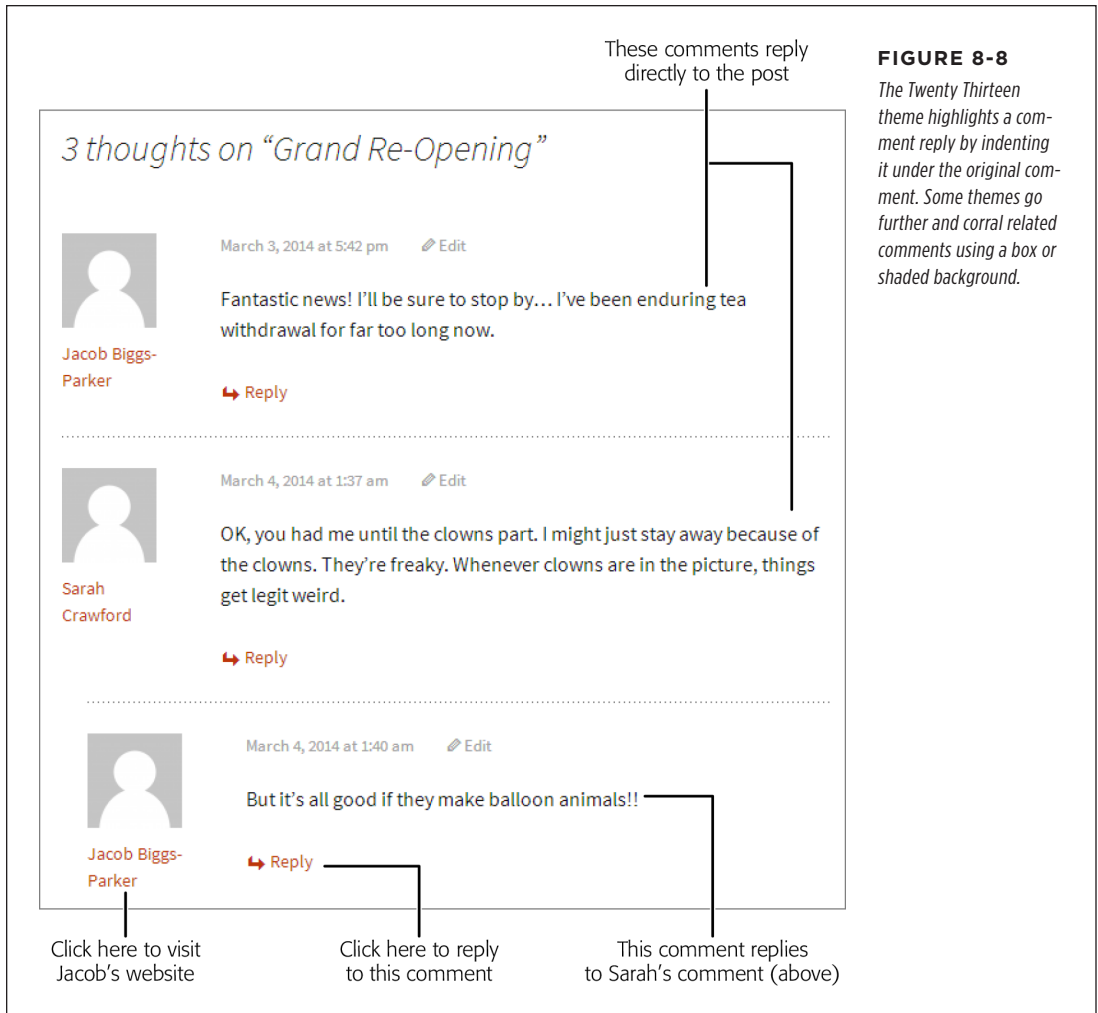 These comments reply
directly to the post
FIGURE 8-8
The Twenty Thirteen
theme highlights a com-
ment reply by indenting
it under the original com-
ment. Some themes go
further and corral related
comments using a box or
shaded background.
3 thoughts on “Grand Re-Opening”
March 3, 2014 at 5:42 pm Edit
Fantastic news! I’ll be sure to stop by… I’ve been enduring tea
withdrawal for far too long now.
Jacob Biggs-
Parker
Reply
March 4, 2014 at 1:37 am Edit
OK, you had me until the clowns part. I might just stay away because of
the clowns. They’re freaky. Whenever clowns are in the picture, things
get legit weird.
Sarah
Crawford
Reply
March 4, 2014 at 1:40 am Edit
But it’s all good if they make balloon animals!!
Jacob Biggs-
Parker
Reply
Click here to visit
Jacob’s website
Click here to reply
to this comment
This comment replies
to Sarah’s comment (above)